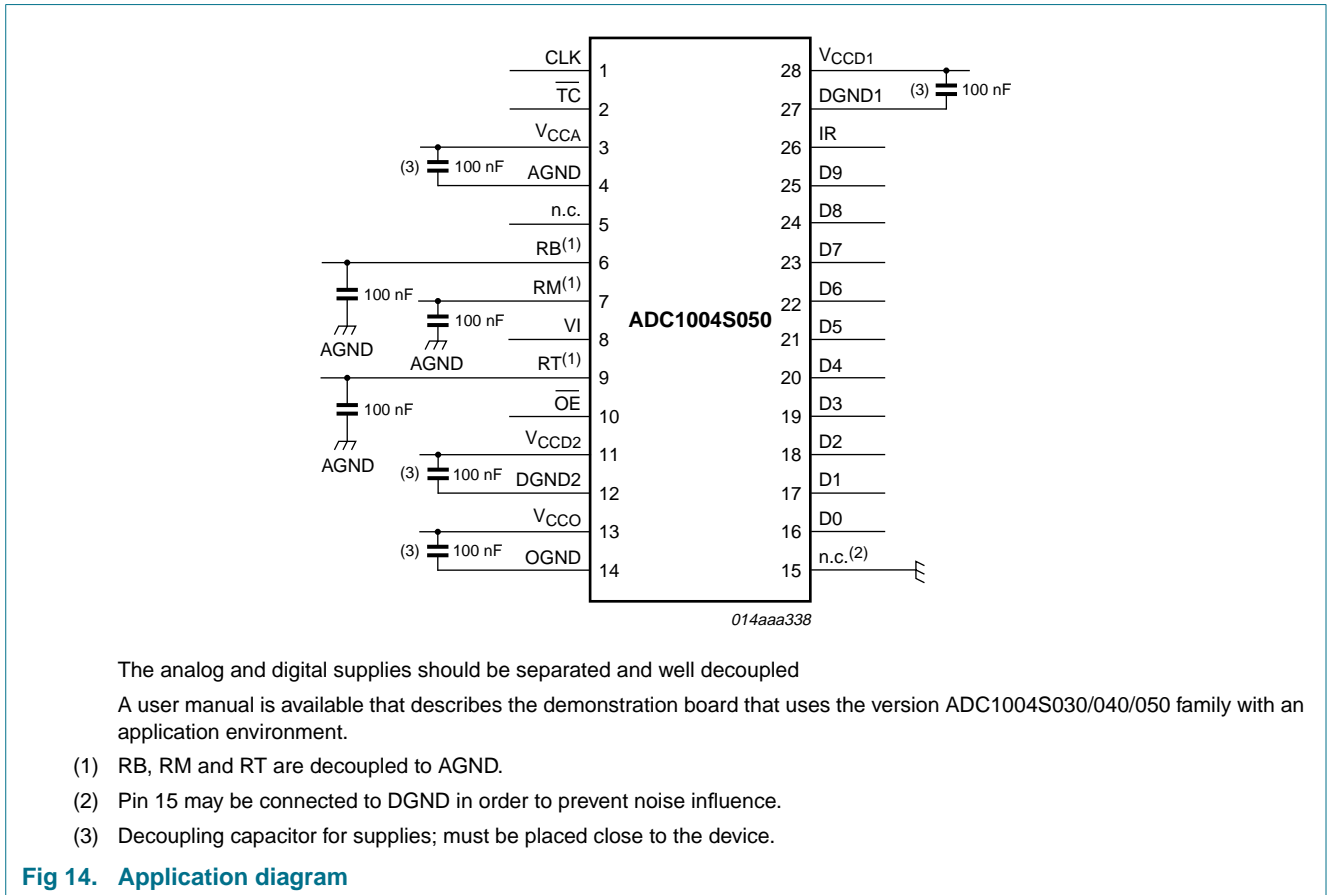 CLK 1
TC 2
VCCA 3
(3) 100 nF
AGND 4
n.c. 5
RB(1) 6
100 nF
AGND
RM(1) 7
100 nF
AGND
VI 8
RT(1) 9
100 nF
AGND
OE 10
VCCD2 11
(3) 100 nF
DGND2 12
VCCO 13
(3) 100 nF
OGND 14
ADC1004S050
28 VCCD1
(3) 100 nF
27 DGND1
26 IR
25 D9
24 D8
23 D7
22 D6
21 D5
20 D4
19 D3
18 D2
17 D1
16 D0
15 n.c.(2)
014aaa338
The analog and digital supplies should be separated and well decoupled
A user manual is available that describes the demonstration board that uses the version ADC1004S030/040/050 family with an
application environment.
(1) RB, RM and RT are decoupled to AGND.
(2) Pin 15 may be connected to DGND in order to prevent noise influence.
(3) Decoupling capacitor for supplies; must be placed close to the device.
Fig 14. Application diagram